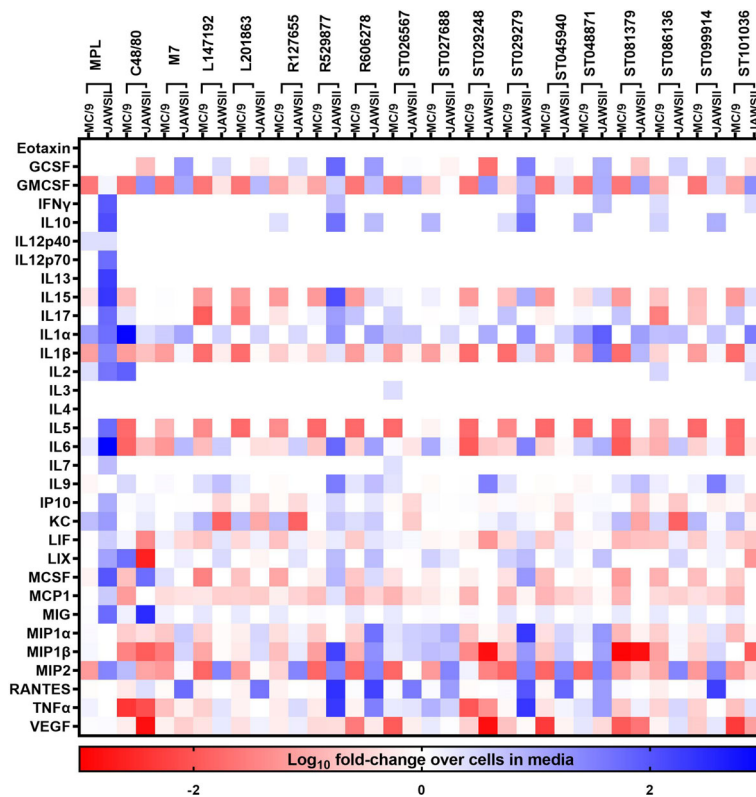 MPL C48/80 M7 L147192 L201863 R127655 R529877 R606278 ST026567 ST027688 ST029248 ST029279 ST045940 ST048871 ST081379 ST086136 ST099914 ST101036
MC/9 JAWSII MC/9 JAWSII MC/9 JAWSII MC/9 JAWSII MC/9 JAWSII MC/9 JAWSII MC/9 JAWSII MC/9 JAWSII MC/9 JAWSII MC/9 JAWSII MC/9 JAWSII MC/9 JAWSII MC/9 JAWSII MC/9 JAWSII MC/9 JAWSII MC/9 JAWSII MC/9 JAWSII MC/9 JAWSII
Eotaxin
GCSF
GMCSF
IFNγ
IL10
IL12p40
IL12p70
IL13
IL15
IL17
IL1α
IL1β
IL2
IL3
IL4
IL5
IL6
IL7
IL9
IP10
KC
LIF
LIX
MCSF
MCP1
MIG
MIP1α
MIP1β
MIP2
RANTES
TNFα
VEGF
Log10 fold-change over cells in media
-2 0 2